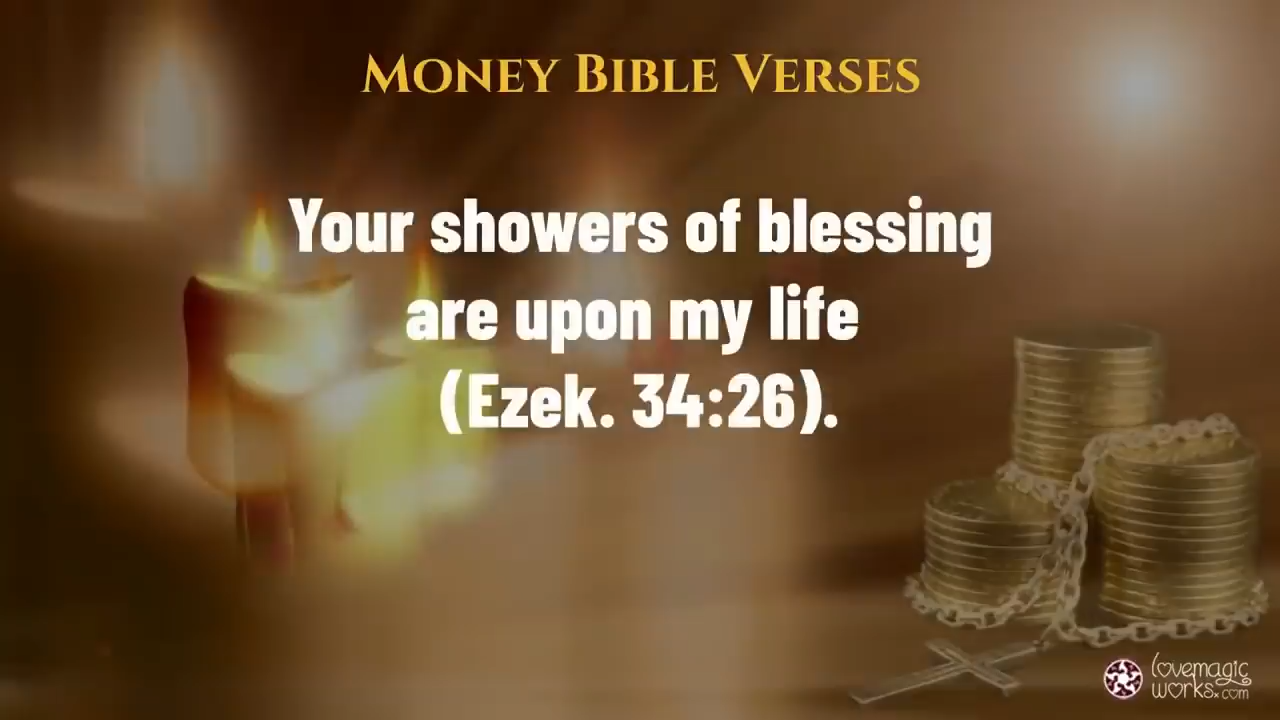 Money Bible Verses
Your showers of blessing
are upon my life
(Ezek. 34:26).
lovemagic
works.com